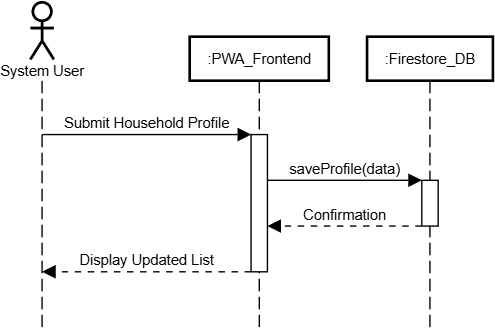 System User
:PWA_Frontend
:Firestore_DB
Submit Household Profile
saveProfile(data)
Confirmation
Display Updated List